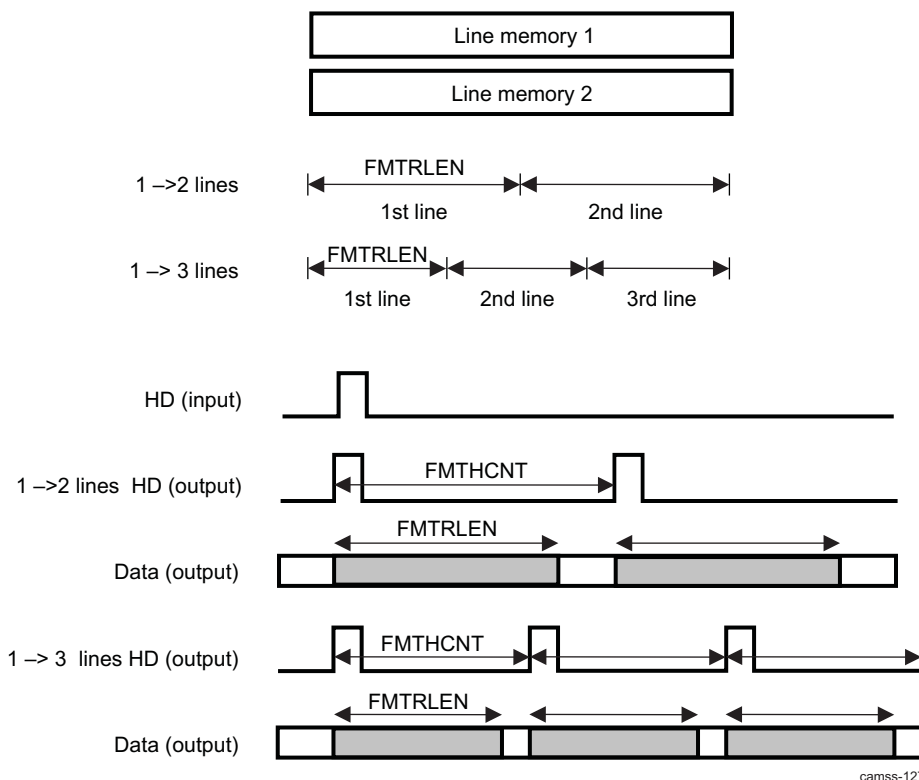 Line memory 1
Line memory 2
1 –>2 lines
FMTRLEN
1st line
2nd line
1 –> 3 lines
FMTRLEN
1st line
2nd line
3rd line
HD (input)
1 –>2 lines HD (output)
FMTHCNT
Data (output)
FMTRLEN
1 –> 3 lines HD (output)
FMTHCNT
Data (output)
FMTRLEN